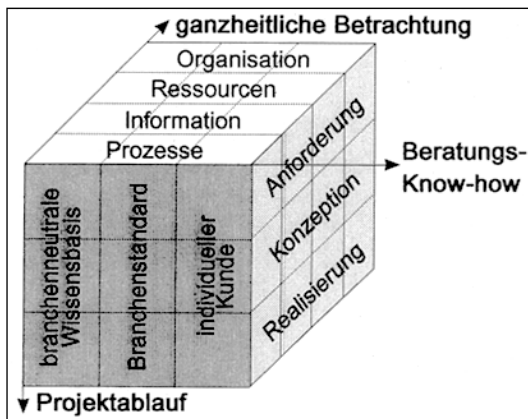 ganzheitliche Betrachtung
Organisation
Ressourcen
Information
Prozesse
Anforderung
Konzeption
Realisierung
Beratungs-
Know-how
branchenneutrale
Wissensbasis
Branchenstandard
individueller
Kunde
Projektablauf